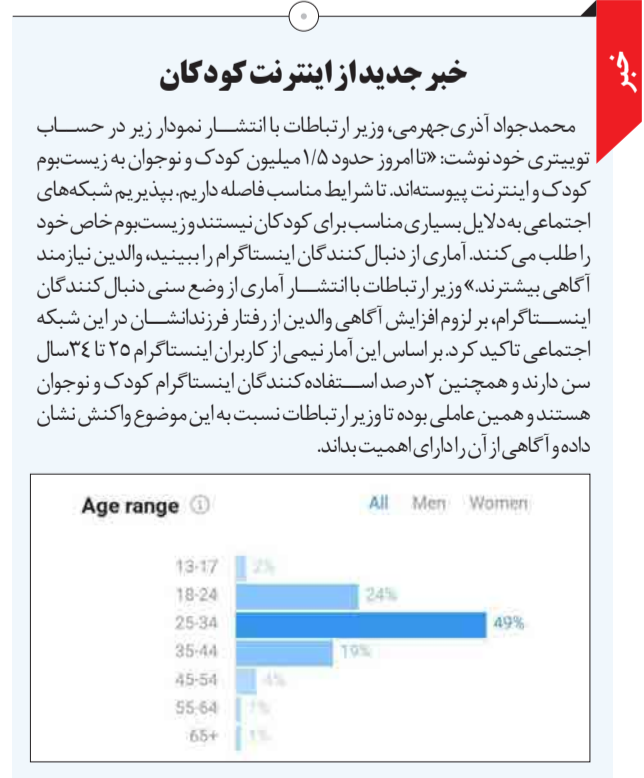 خبر
خبر جدید از اینترنت کودکان
محمدجواد آذری‌جهرمی، وزیر ارتباطات با انتشار نمودار زیر در حساب
توییتری خود نوشت: «تا امروز حدود ۱/۵ میلیون کودک و نوجوان به زیست‌بوم
کودک و اینترنت پیوسته‌اند. تا شرایط مناسب فاصله داریم. بپذیریم شبکه‌های
اجتماعی به دلایل بسیاری مناسب برای کودکان نیستند و زیست‌بوم خاص خود
را طلب می‌کنند. آماری از دنبال‌کنندگان اینستاگرام را ببینید، والدین نیازمند
آگاهی بیشترند.» وزیر ارتباطات با انتشار آماری از وضع سنی دنبال‌کنندگان
اینستاگرام، بر لزوم افزایش آگاهی والدین از رفتار فرزندانشان در این شبکه
اجتماعی تاکید کرد. بر اساس این آمار نیمی از کاربران اینستاگرام ۲۵ تا ۳۴ سال
سن دارند و همچنین ۲ درصد استفاده‌کنندگان اینستاگرام کودک و نوجوان
هستند و همین عاملی بوده تا وزیر ارتباطات نسبت به این موضوع واکنش نشان
داده و آگاهی از آن را دارای اهمیت بداند.
Age range All Men Women
13-17 2%
18-24 24%
25-34 49%
35-44 19%
45-54 4%
55-64 1%
65+ 1%